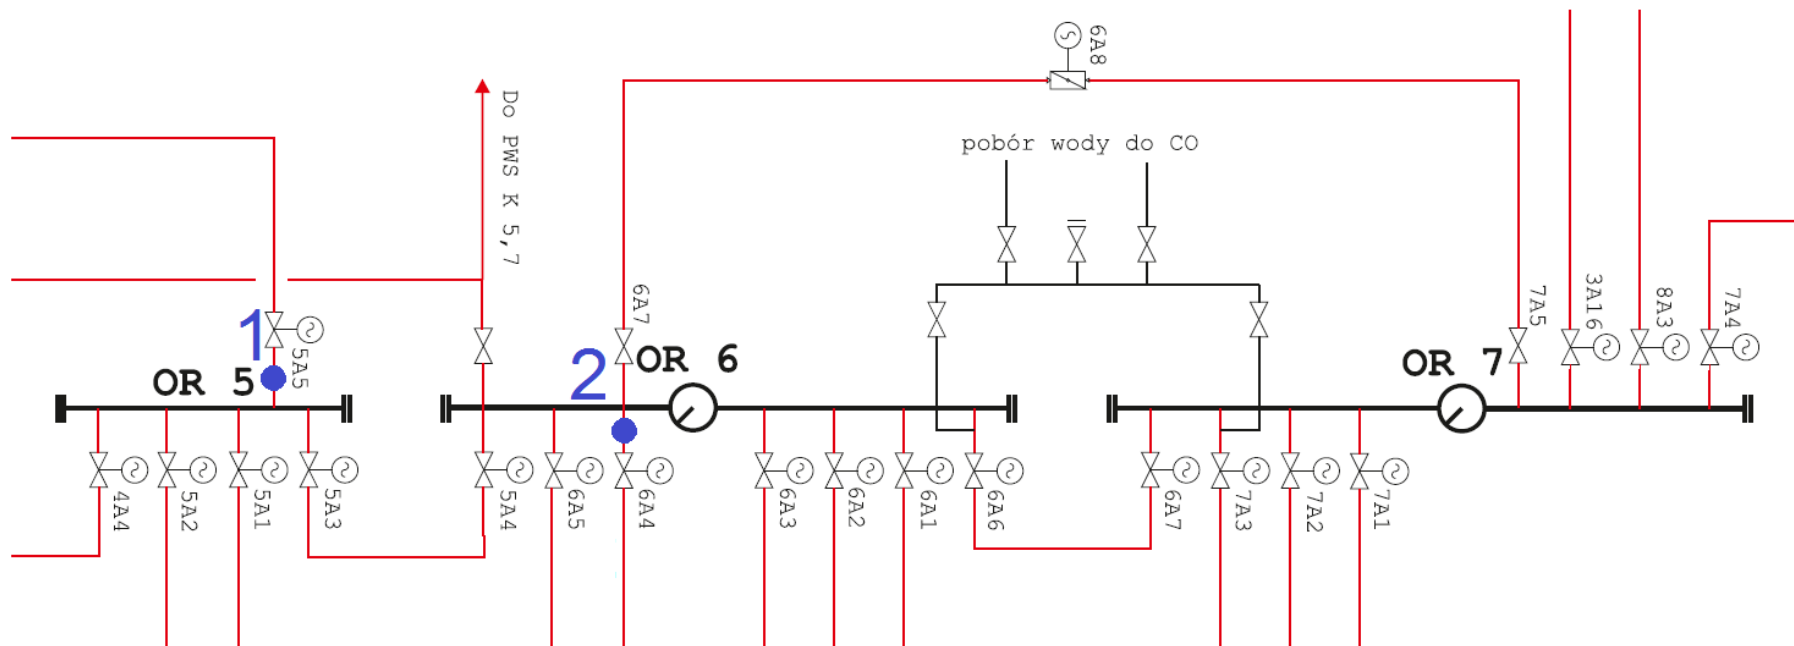 6A8
Do PWS K 5,7
pobór wody do CO
6A7
7A5
3A16
8A3
7A4
1
5A5
2
OR 5
OR 6
OR 7
4A4
5A2
5A1
5A3
5A4
6A5
6A4
6A3
6A2
6A1
6A6
6A7
7A3
7A2
7A1